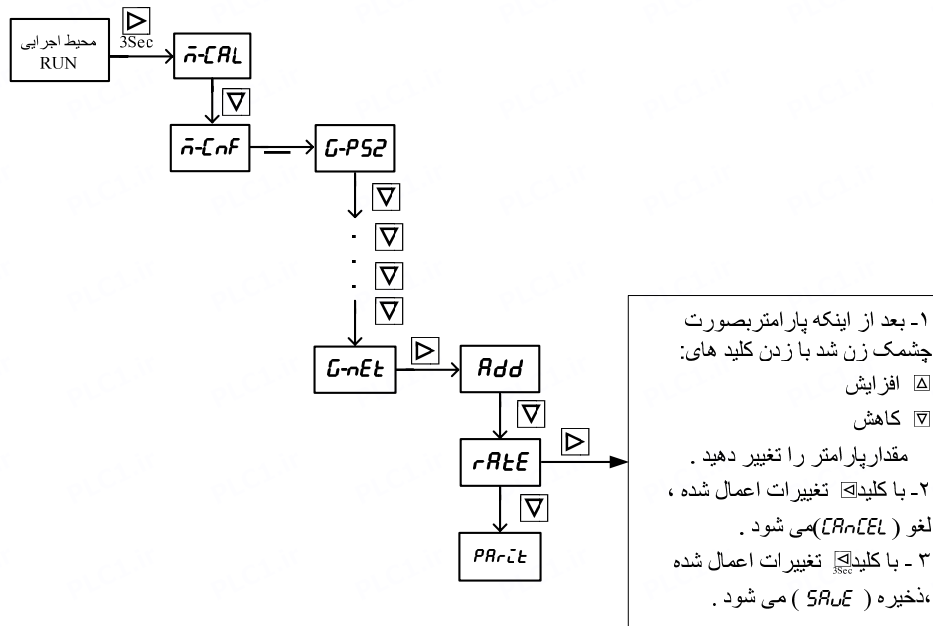 محیط اجرایی
RUN
3Sec
n̄-CAL
n̄-CnF
G-PS2
G-nEt
Add
rAtE
PArīt
۱- بعد از اینکه پارامتربصورت
چشمک زن شد با زدن کلید های:
افزایش
کاهش
مقدارپارامتر را تغییر دهید .
۲- با کلید تغییرات اعمال شده ،
لغو ( CAnCEL)می شود .
۳ - با کلید 3Sec تغییرات اعمال شده
،ذخیره ( SAvE ) می شود .